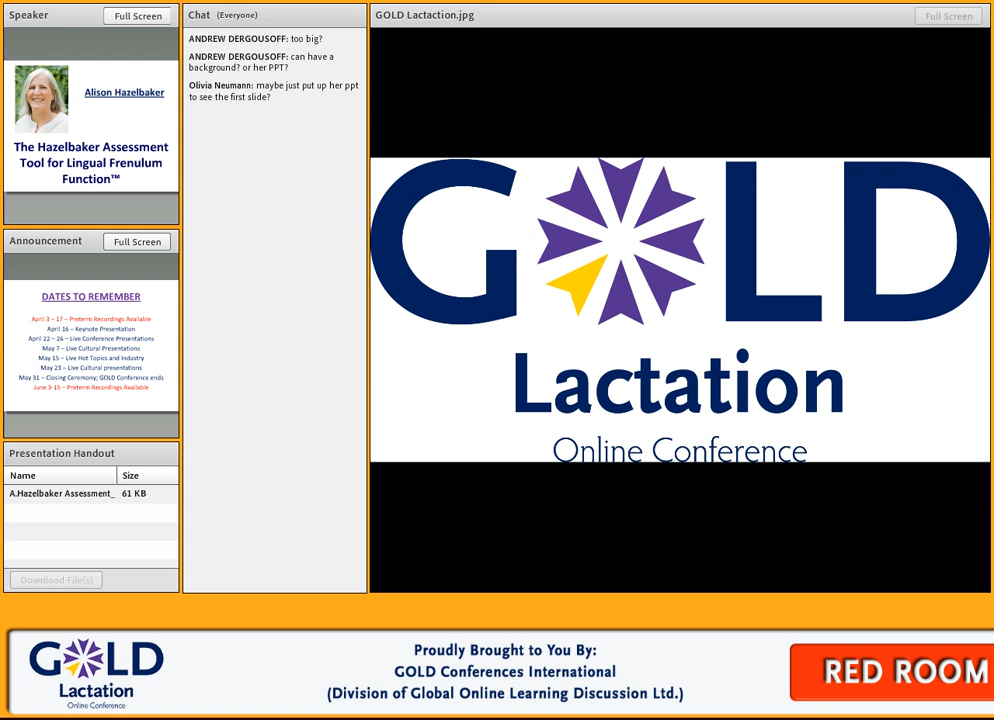 Speaker
Full Screen
Alison Hazelbaker
The Hazelbaker Assessment
Tool for Lingual Frenulum
Function™
Announcement
Full Screen
DATES TO REMEMBER
April 3 – 17 – Preterm Recordings Available
April 16 – Keynote Presentation
April 22 – 26 – Live Conference Presentations
May 7 – Live Cultural Presentations
May 15 – Live Hot Topics and Industry
May 23 – Live Cultural presentations
May 31 – Closing Ceremony; GOLD Conference ends
June 3-15 – Preterm Recordings Available
Presentation Handout
Name Size
A.Hazelbaker Assessment_ 61 KB
Download File(s)
Chat (Everyone)
ANDREW DERGOUSOFF: too big?
ANDREW DERGOUSOFF: can have a
background? or her PPT?
Olivia Neumann: maybe just put up her ppt
to see the first slide?
GOLD Lactaction.jpg
Full Screen
GOLD
Lactation
Online Conference
GOLD
Lactation
Online Conference
Proudly Brought to You By:
GOLD Conferences International
(Division of Global Online Learning Discussion Ltd.)
RED ROOM